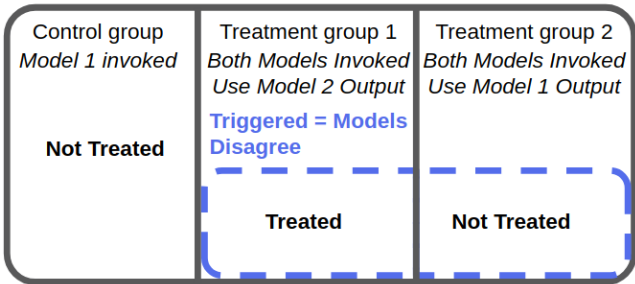 Control group
Model 1 invoked
Not Treated
Treatment group 1
Both Models Invoked
Use Model 2 Output
Triggered = Models
Disagree
Treated
Treatment group 2
Both Models Invoked
Use Model 1 Output
Not Treated